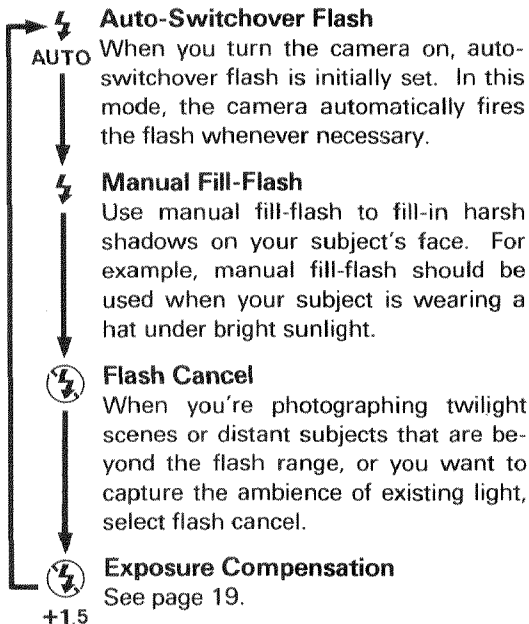 Auto-Switchover Flash
AUTO When you turn the camera on, auto-
switchover flash is initially set. In this
mode, the camera automatically fires
the flash whenever necessary.
Manual Fill-Flash
Use manual fill-flash to fill-in harsh
shadows on your subject's face. For
example, manual fill-flash should be
used when your subject is wearing a
hat under bright sunlight.
Flash Cancel
When you're photographing twilight
scenes or distant subjects that are be-
yond the flash range, or you want to
capture the ambience of existing light,
select flash cancel.
Exposure Compensation
See page 19.
+1.5